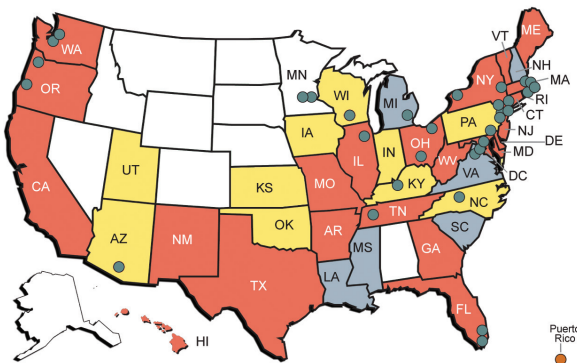 VT
ME
WA
NH
MN
MA
OR
NY
WI
MI
RI
CT
PA
IA
NJ
OH
IN
DE
IL
UT
WV
MD
CA
VA
KS
MO
KY
DC
NC
TN
OK
AZ
NM
AR
SC
MS
GA
TX
LA
FL
HI
Puerto
Rico